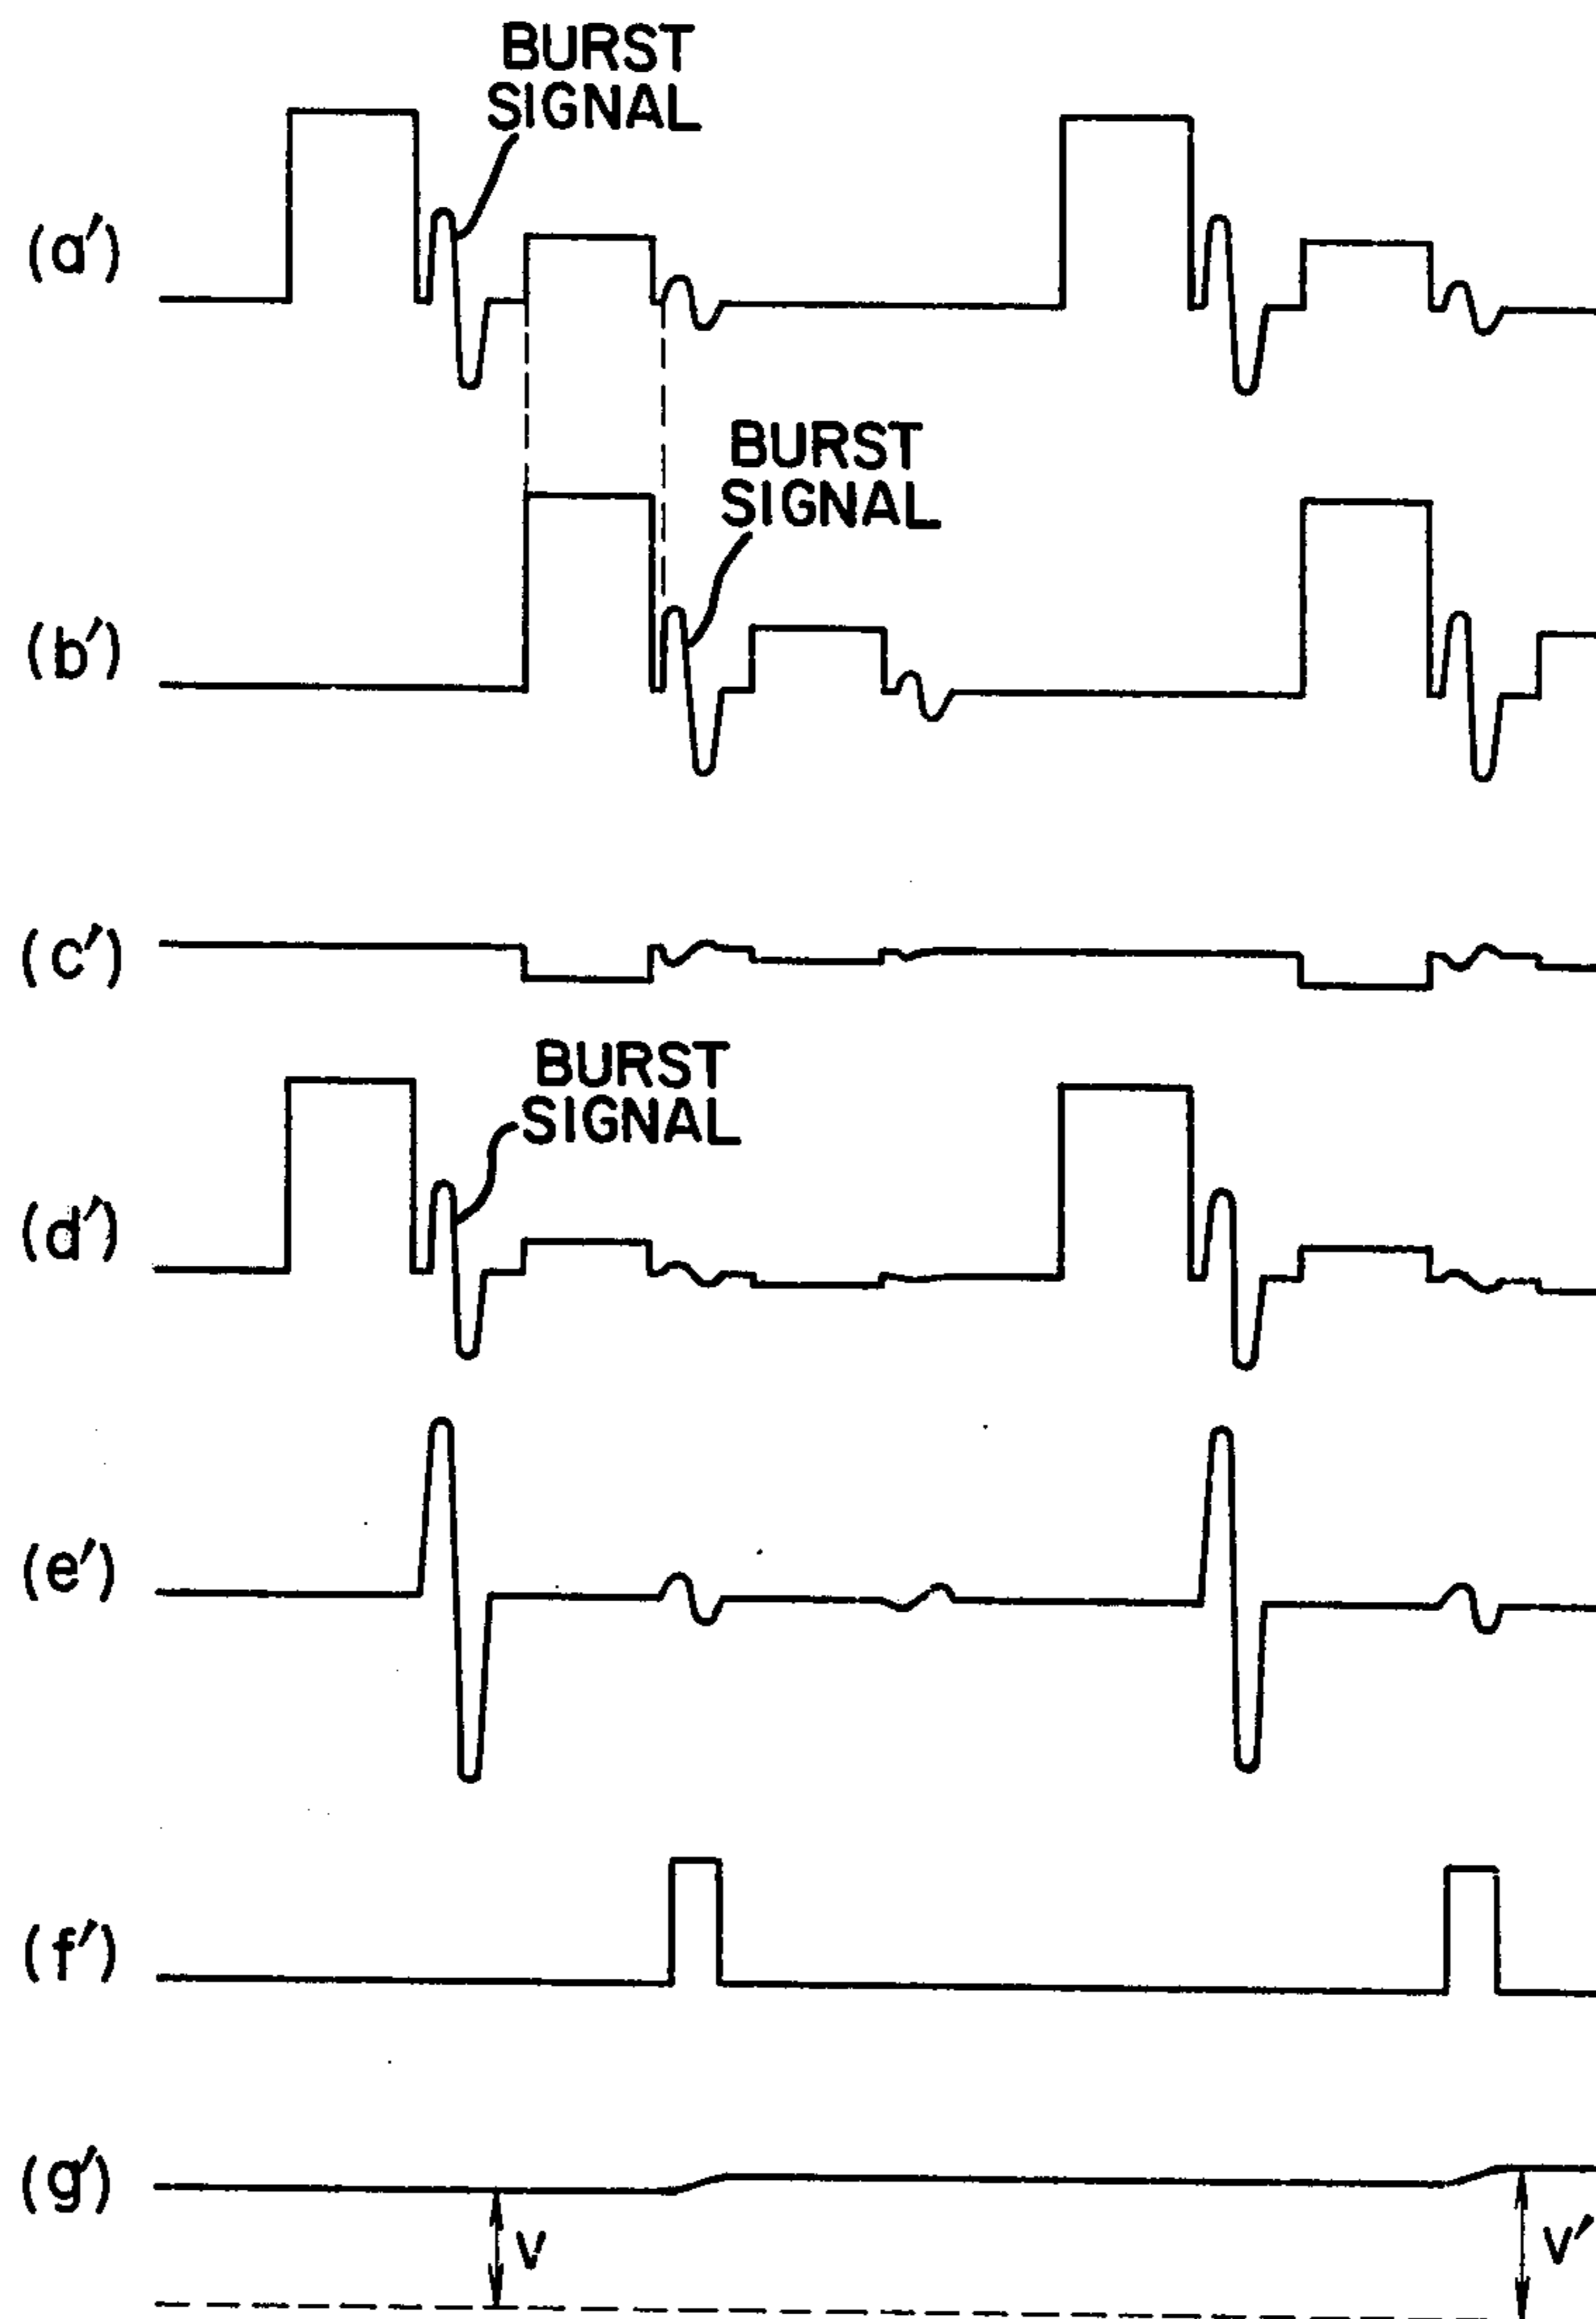 BURST
SIGNAL
(a′)
BURST
SIGNAL
(b′)
(c′)
BURST
SIGNAL
(d′)
(e′)
(f′)
(g′)
V
V′